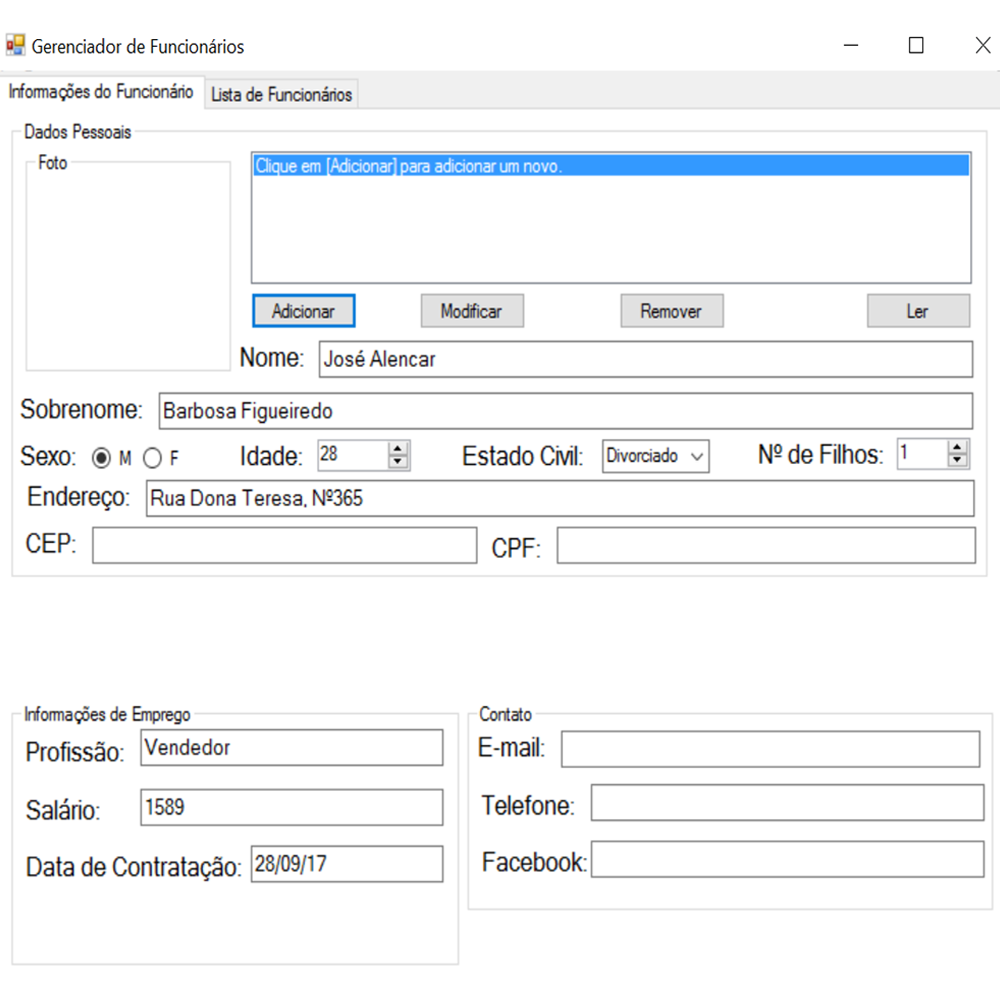 Gerenciador de Funcionários
Informações do Funcionário Lista de Funcionários
Dados Pessoais
Foto
Clique em [Adicionar] para adicionar um novo.
Adicionar Modificar Remover Ler
Nome: José Alencar
Sobrenome: Barbosa Figueiredo
Sexo: M F Idade: 28 Estado Civil: Divorciado Nº de Filhos: 1
Endereço: Rua Dona Teresa, Nº365
CEP: CPF:
Informações de Emprego
Profissão: Vendedor
Salário: 1589
Data de Contratação: 28/09/17
Contato
E-mail:
Telefone:
Facebook: